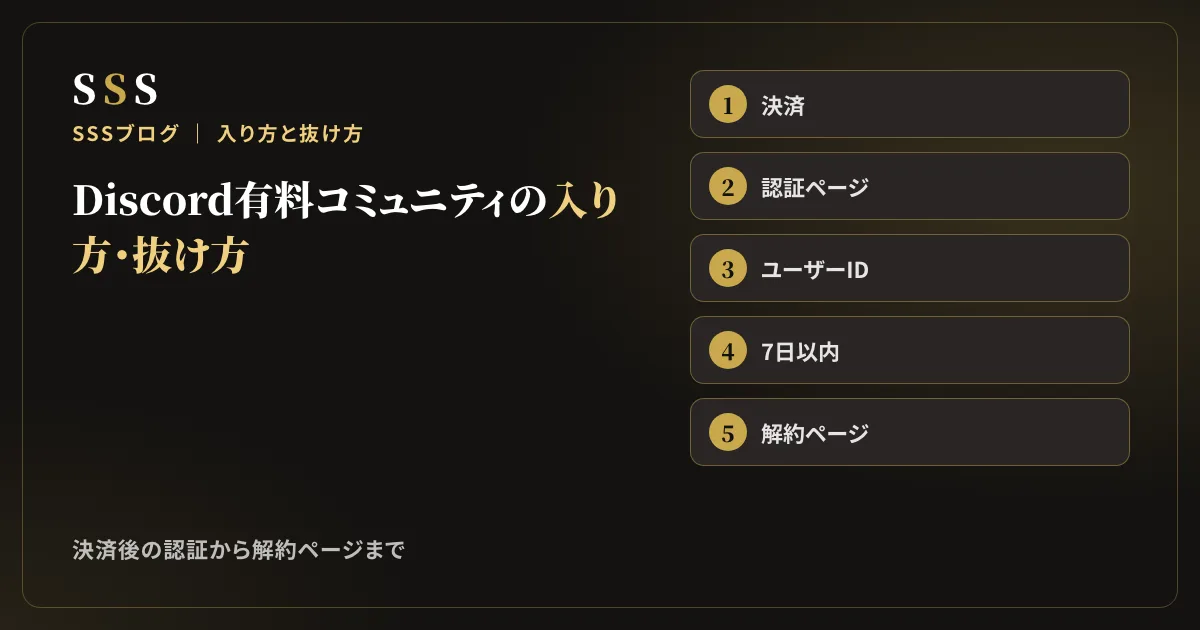 SSS
SSSブログ ｜ 入り方と抜け方
Discord有料コミュニティの入り
方・抜け方
決済後の認証から解約ページまで
1 決済
2 認証ページ
3 ユーザーID
4 7日以内
5 解約ページ